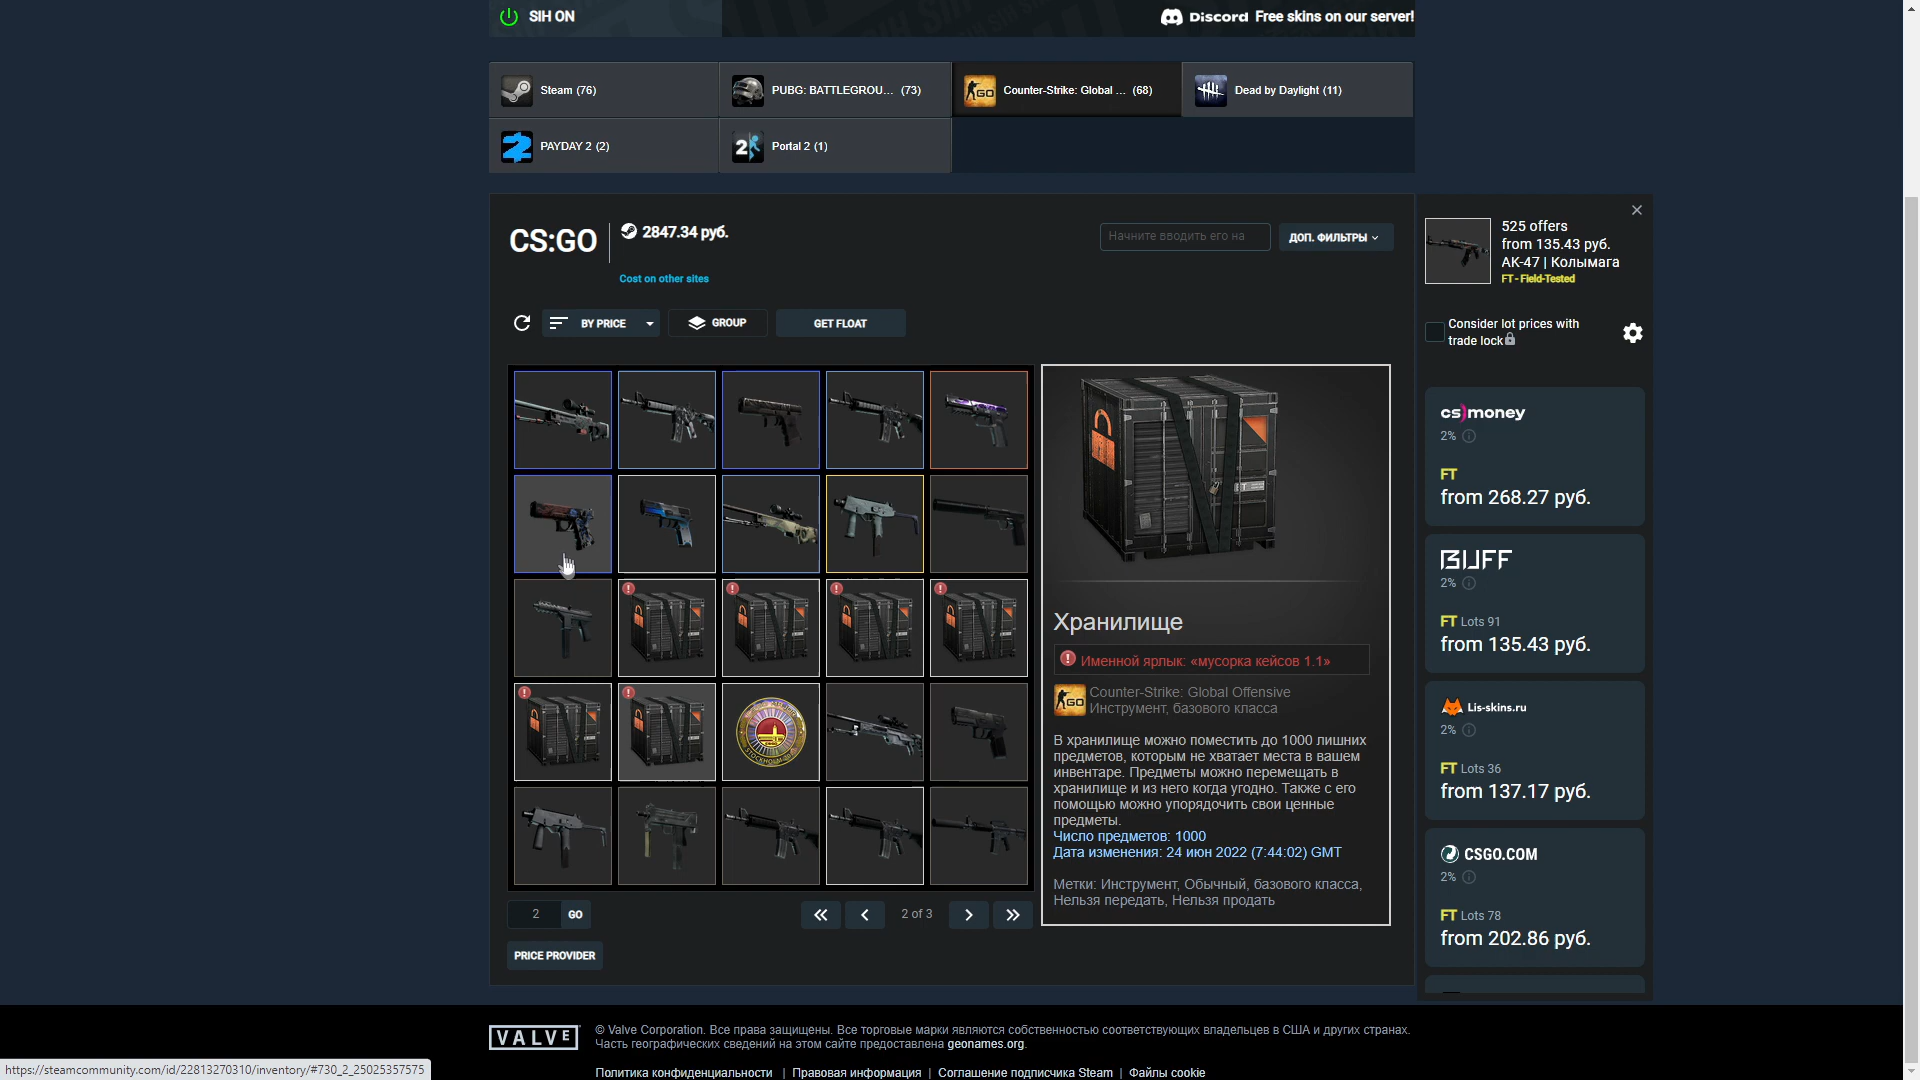 SIH ON
Discord Free skins on our server!
Steam (76)
PUBG: BATTLEGROU... (73)
Counter-Strike: Global ... (68)
Dead by Daylight (11)
PAYDAY 2 (2)
Portal 2 (1)
CS:GO
2847.34 руб.
Cost on other sites
Начните вводить его на
ДОП. ФИЛЬТРЫ
BY PRICE
GROUP
GET FLOAT
Хранилище
Именной ярлык: «мусорка кейсов 1.1»
Counter-Strike: Global Offensive
Инструмент, базового класса
В хранилище можно поместить до 1000 лишних
предметов, которым не хватает места в вашем
инвентаре. Предметы можно перемещать в
хранилище и из него когда угодно. Также с его
помощью можно упорядочить свои ценные
предметы.
Число предметов: 1000
Дата изменения: 24 июн 2022 (7:44:02) GMT
Метки: Инструмент, Обычный, базового класса,
Нельзя передать, Нельзя продать
2 GO
2 of 3
PRICE PROVIDER
525 offers
from 135.43 руб.
AK-47 | Колымага
FT - Field-Tested
Consider lot prices with
trade lock
cs)money
2%
FT
from 268.27 руб.
BUFF
2%
FT Lots 91
from 135.43 руб.
Lis-skins.ru
2%
FT Lots 36
from 137.17 руб.
CSGO.COM
2%
FT Lots 78
from 202.86 руб.
VALVE
© Valve Corporation. Все права защищены. Все торговые марки являются собственностью соответствующих владельцев в США и других странах.
Часть географических сведений на этом сайте предоставлена geonames.org.
Политика конфиденциальности | Правовая информация | Соглашение подписчика Steam | Файлы cookie
https://steamcommunity.com/id/22813270310/inventory/#730_2_25025357575